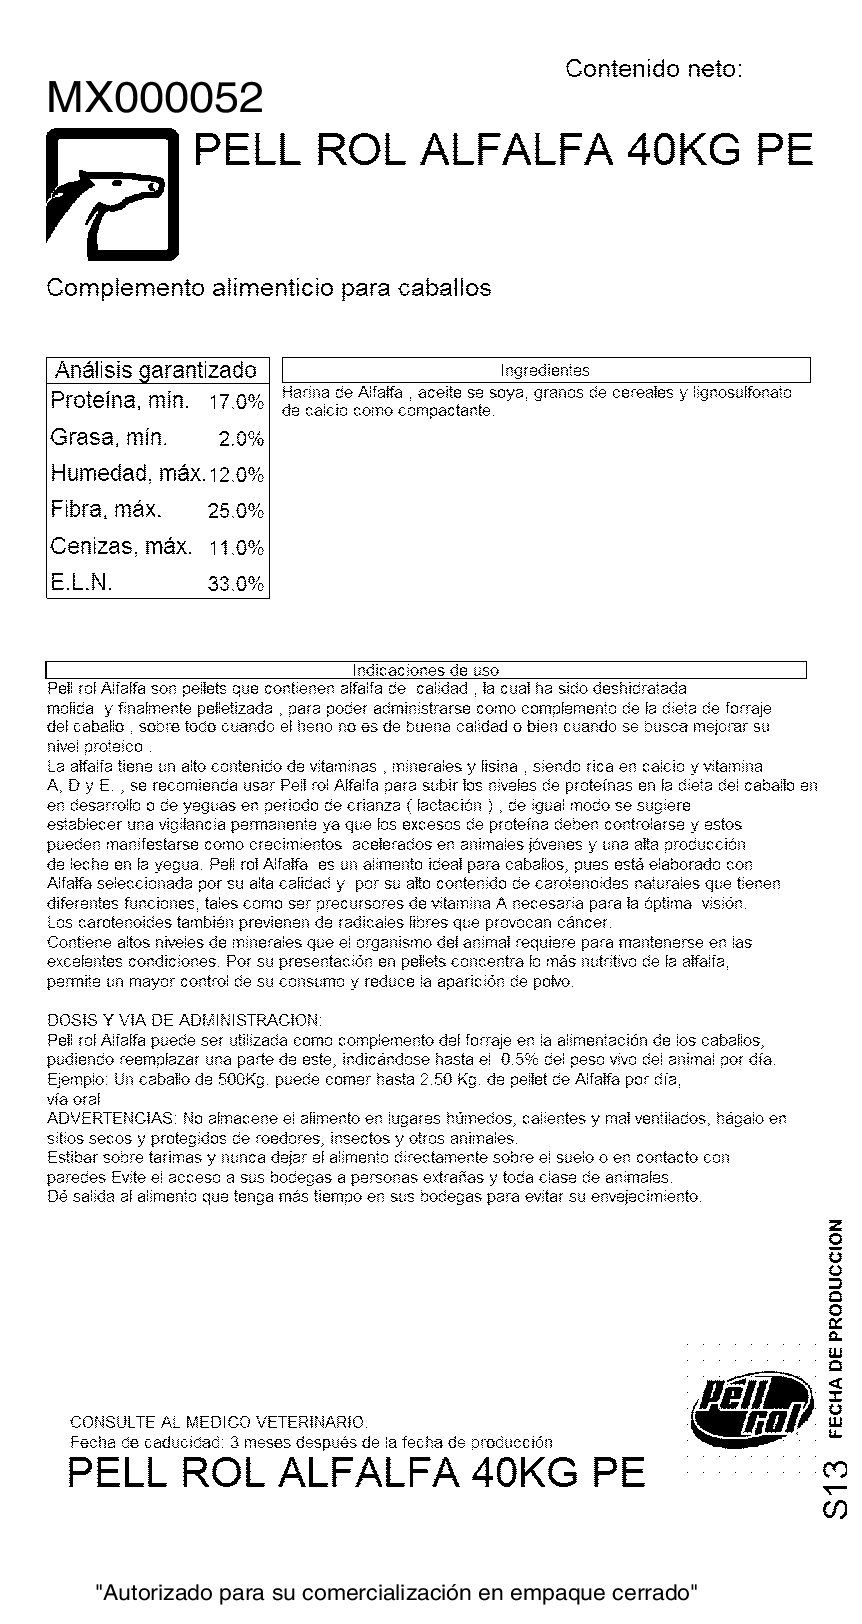 Contenido neto:
MX000052
PELL ROL ALFALFA 40KG PE
Complemento alimenticio para caballos
Análisis garantizado
Proteína, mín. 17.0%
Grasa, mín. 2.0%
Humedad, máx. 12.0%
Fibra, máx. 25.0%
Cenizas, máx. 11.0%
E.L.N. 33.0%
Ingredientes
Harina de Alfalfa , aceite se soya, granos de cereales y lignosulfonato
de calcio como compactante.
Indicaciones de uso
Pell rol Alfalfa son pellets que contienen alfalfa de calidad , la cual ha sido deshidratada
molida y finalmente pelletizada , para poder administrarse como complemento de la dieta de forraje
del caballo , sobre todo cuando el heno no es de buena calidad o bien cuando se busca mejorar su
nivel proteico .
La alfalfa tiene un alto contenido de vitaminas , minerales y lisina , siendo rica en calcio y vitamina
A, D y E. , se recomienda usar Pell rol Alfalfa para subir los niveles de proteínas en la dieta del caballo en
en desarrollo o de yeguas en periodo de crianza ( lactación ) , de igual modo se sugiere
establecer una vigilancia permanente ya que los excesos de proteína deben controlarse y estos
pueden manifestarse como crecimientos acelerados en animales jóvenes y una alta producción
de leche en la yegua. Pell rol Alfalfa es un alimento ideal para caballos, pues está elaborado con
Alfalfa seleccionada por su alta calidad y por su alto contenido de carotenoides naturales que tienen
diferentes funciones, tales como ser precursores de vitamina A necesaria para la óptima visión.
Los carotenoides también previenen de radicales libres que provocan cáncer.
Contiene altos niveles de minerales que el organismo del animal requiere para mantenerse en las
excelentes condiciones. Por su presentación en pellets concentra lo más nutritivo de la alfalfa,
permite un mayor control de su consumo y reduce la aparición de polvo.
DOSIS Y VIA DE ADMINISTRACION:
Pell rol Alfalfa puede ser utilizada como complemento del forraje en la alimentación de los caballos,
pudiendo reemplazar una parte de este, indicándose hasta el 0.5% del peso vivo del animal por día.
Ejemplo: Un caballo de 500Kg. puede comer hasta 2.50 Kg. de pellet de Alfalfa por día,
vía oral
ADVERTENCIAS: No almacene el alimento en lugares húmedos, calientes y mal ventilados, hágalo en
sitios secos y protegidos de roedores, insectos y otros animales.
Estibar sobre tarimas y nunca dejar el alimento directamente sobre el suelo o en contacto con
paredes Evite el acceso a sus bodegas a personas extrañas y toda clase de animales.
Dé salida al alimento que tenga más tiempo en sus bodegas para evitar su envejecimiento.
FECHA DE PRODUCCION
S13
Pell
rol
CONSULTE AL MEDICO VETERINARIO.
Fecha de caducidad: 3 meses después de la fecha de producción
PELL ROL ALFALFA 40KG PE
"Autorizado para su comercialización en empaque cerrado"